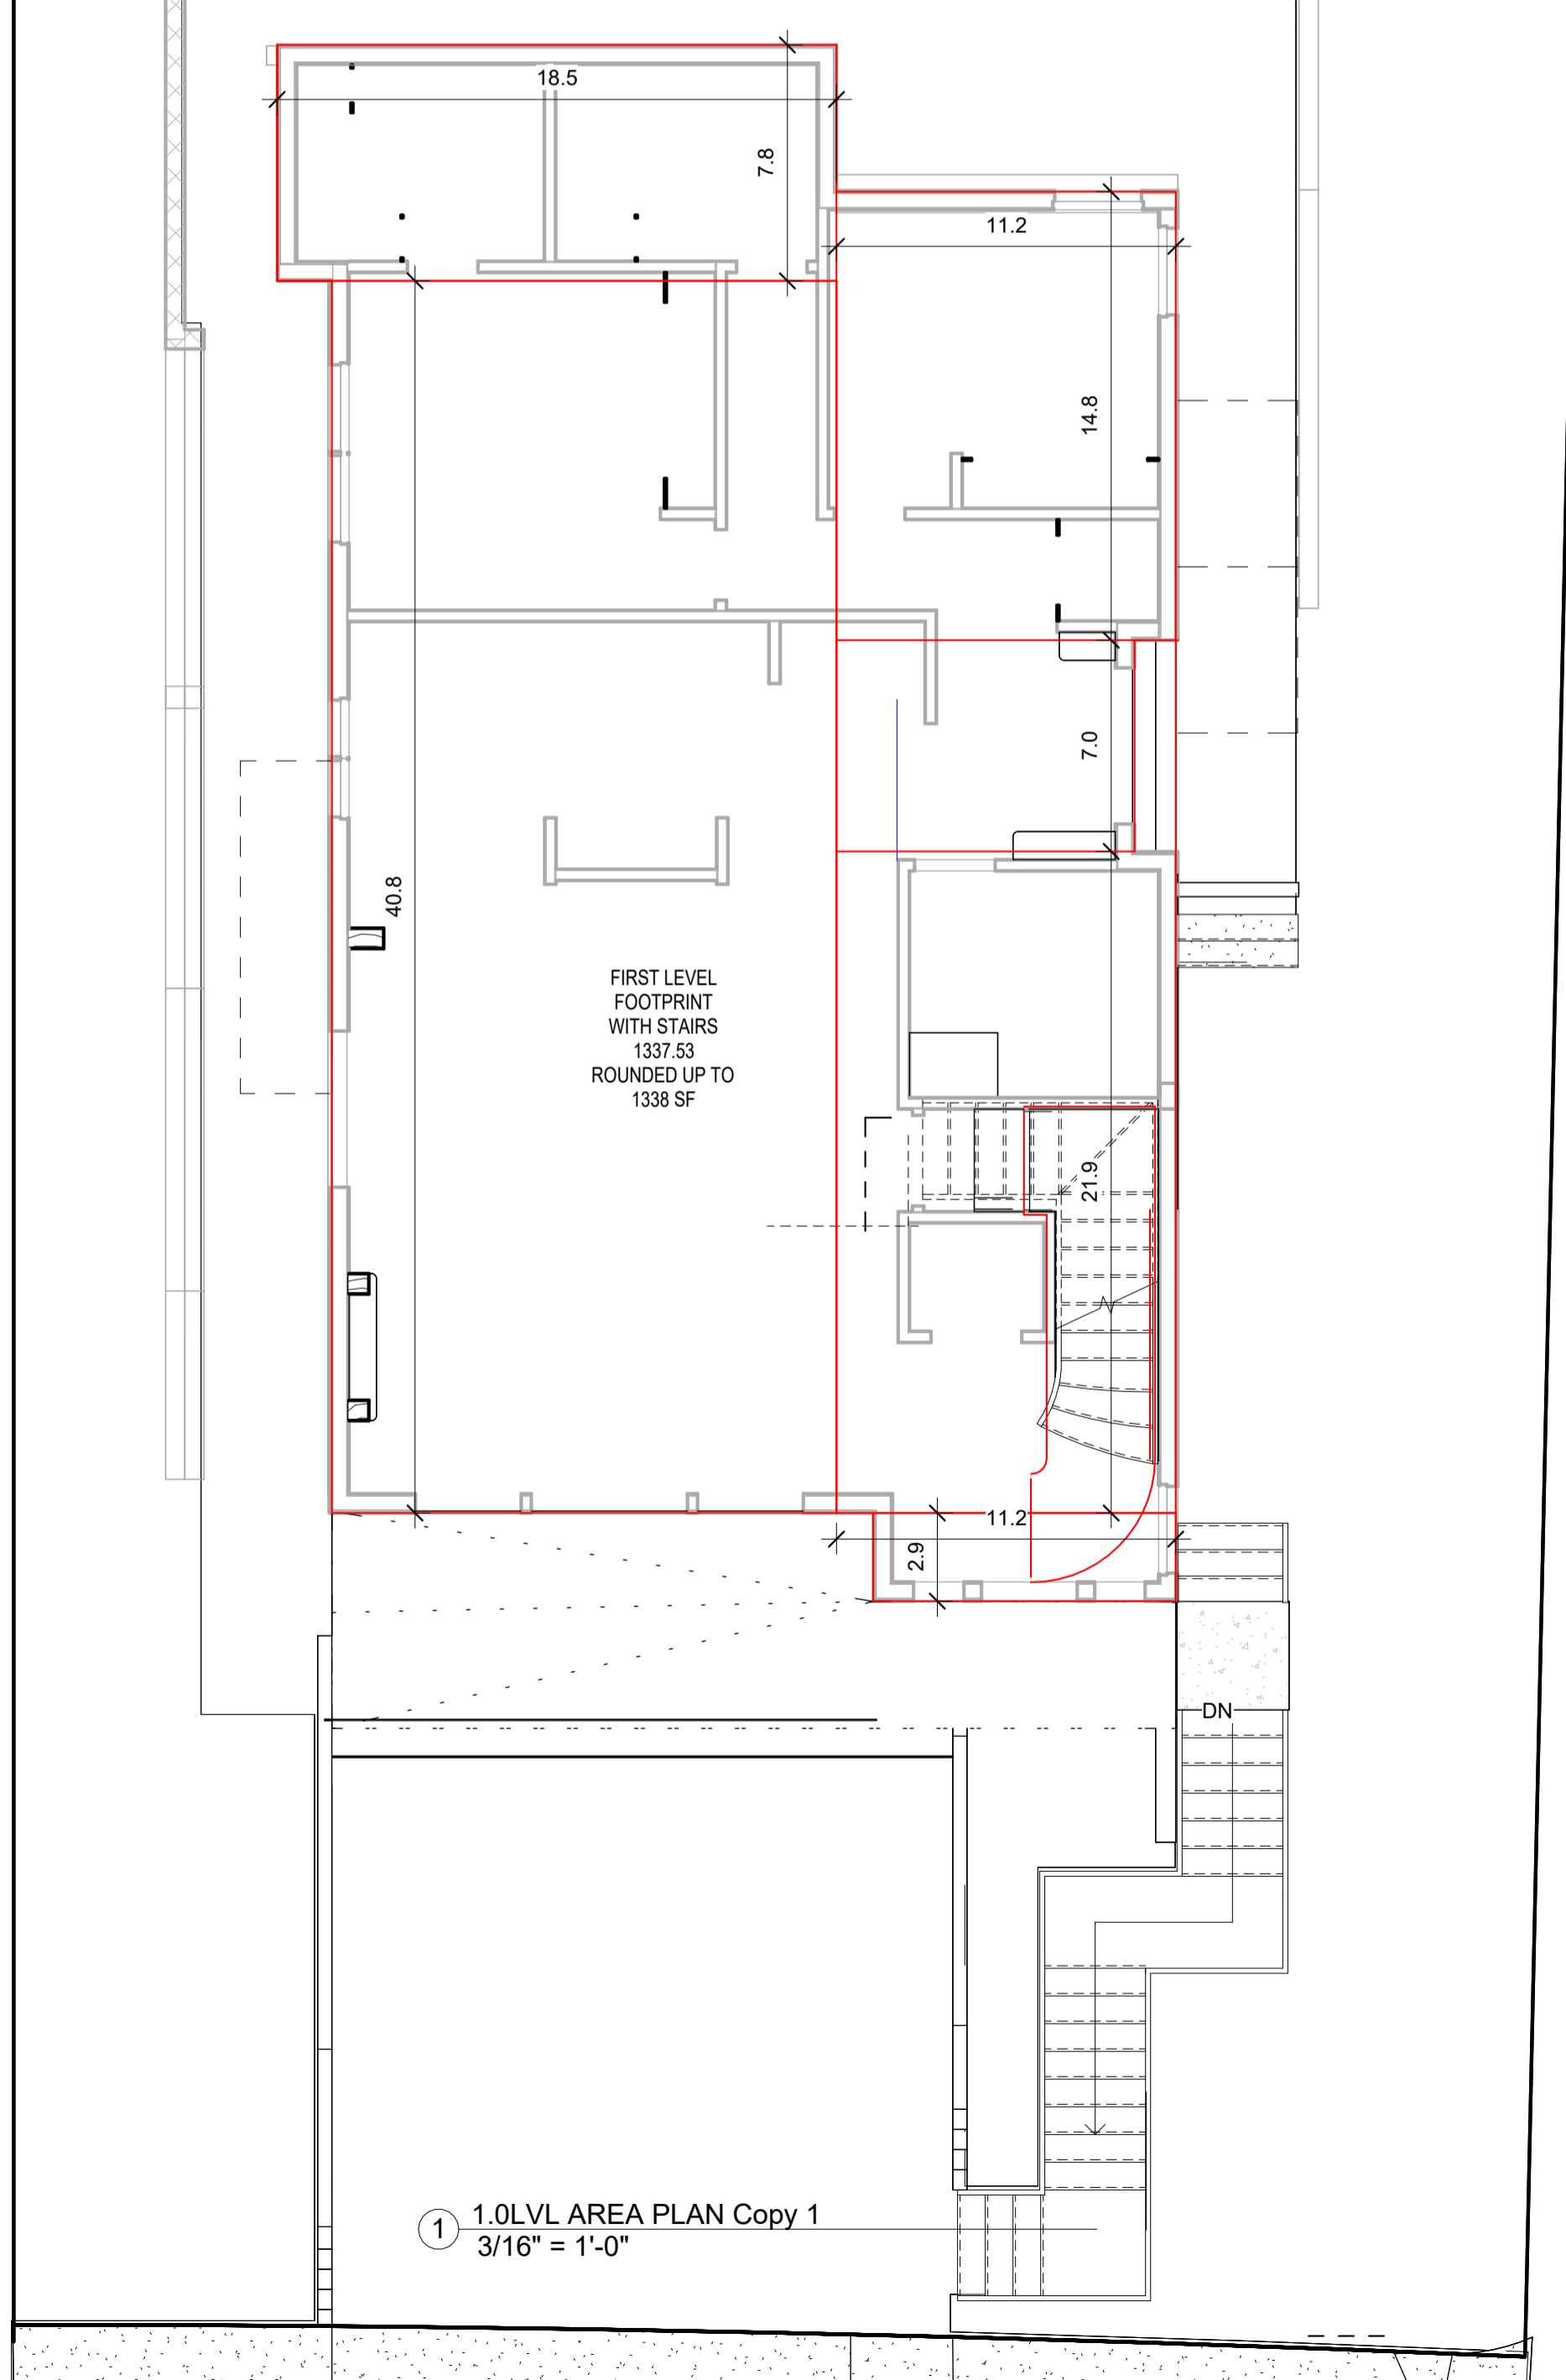 18.5
7.8
11.2
14.8
7.0
40.8
FIRST LEVEL
FOOTPRINT
WITH STAIRS
1337.53
ROUNDED UP TO
1338 SF
21.9
11.2
2.9
DN
1
1.0LVL AREA PLAN Copy 1
3/16" = 1'-0"